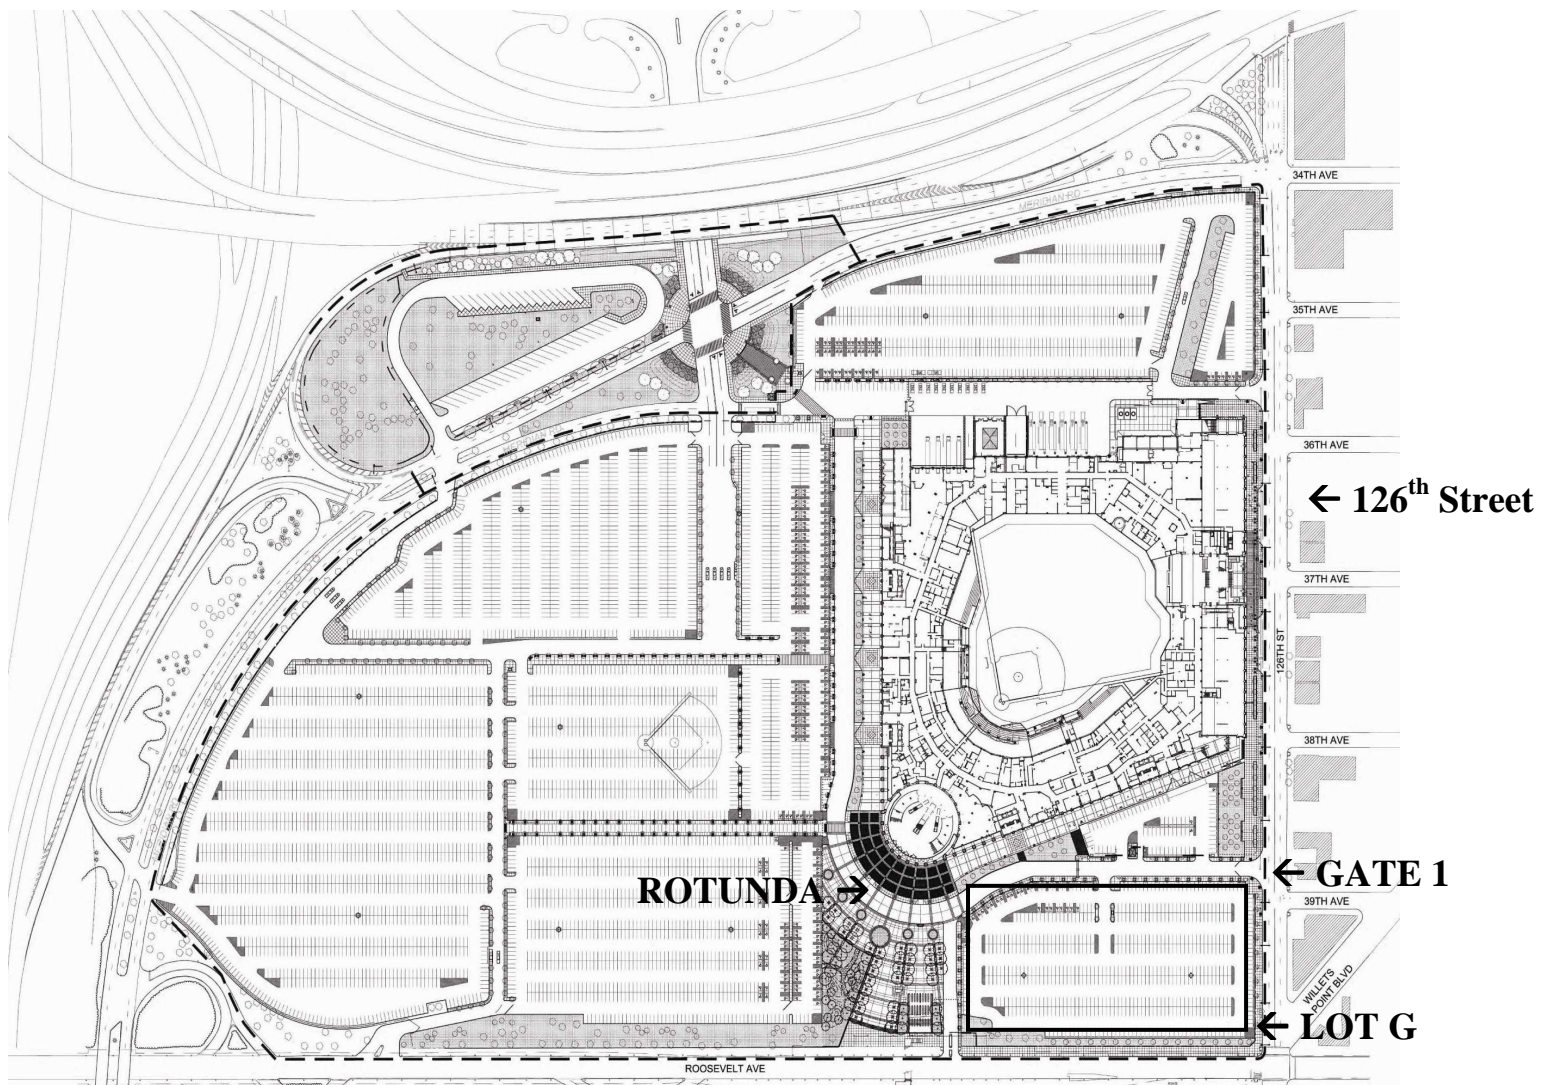 34TH AVE
MERIDIAN RD
35TH AVE
36TH AVE
← 126th Street
37TH AVE
126TH ST
38TH AVE
ROTUNDA →
← GATE 1
39TH AVE
WILLETS
POINT BLVD
← LOT G
ROOSEVELT AVE